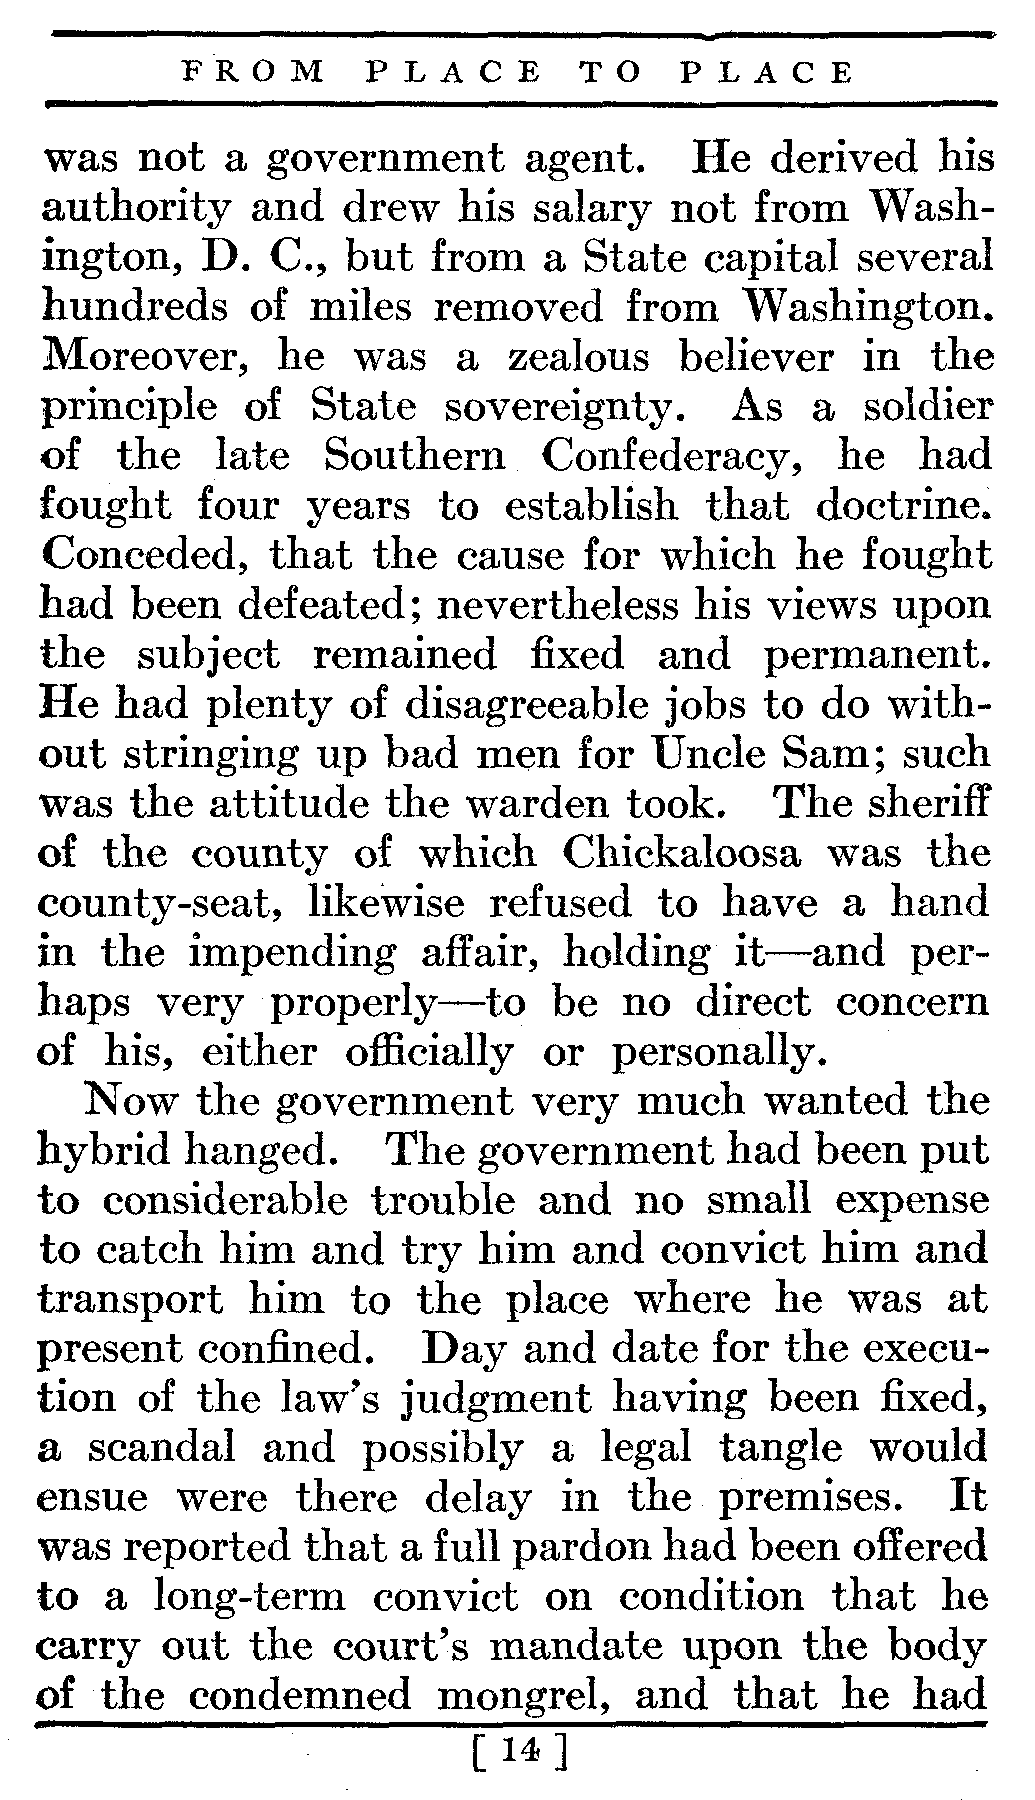 FROM PLACE TO PLACE
was not a government agent. He derived his
authority and drew his salary not from Wash-
ington, D. C., but from a State capital several
hundreds of miles removed from Washington.
Moreover, he was a zealous believer in the
principle of State sovereignty. As a soldier
of the late Southern Confederacy, he had
fought four years to establish that doctrine.
Conceded, that the cause for which he fought
had been defeated; nevertheless his views upon
the subject remained fixed and permanent.
He had plenty of disagreeable jobs to do with-
out stringing up bad men for Uncle Sam; such
was the attitude the warden took. The sheriff
of the county of which Chickaloosa was the
county-seat, likewise refused to have a hand
in the impending affair, holding it—and per-
haps very properly—to be no direct concern
of his, either officially or personally.
Now the government very much wanted the
hybrid hanged. The government had been put
to considerable trouble and no small expense
to catch him and try him and convict him and
transport him to the place where he was at
present confined. Day and date for the execu-
tion of the law's judgment having been fixed,
a scandal and possibly a legal tangle would
ensue were there delay in the premises. It
was reported that a full pardon had been offered
to a long-term convict on condition that he
carry out the court's mandate upon the body
of the condemned mongrel, and that he had
[ 14 ]